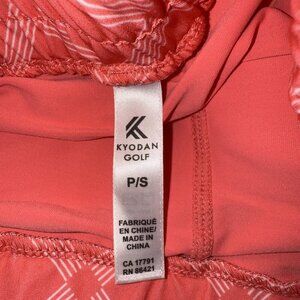 KYODAN
GOLF
P/S
FABRIQUÉ
EN CHINE/
MADE IN
CHINA
CA 17791
RN 86421